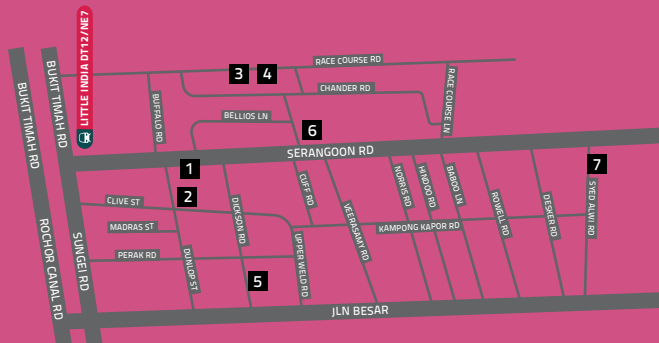 LITTLE INDIA DT12/NE7
BUKIT TIMAH RD
BUKIT TIMAH RD
RACE COURSE RD
3
4
CHANDER RD
RACE COURSE LN
BUFFALO RD
BELLIOS LN
6
SERANGOON RD
1
7
2
CLIVE ST
MADRAS ST
PERAK RD
DUNLOP ST
DICKSON RD
CUFF RD
UPPER WELD RD
VEERASAMY RD
NORRIS RD
HINDOO RD
BABOO LN
ROWELL RD
DESKER RD
SYED ALWI RD
KAMPONG KAPOR RD
5
ROCHOR CANAL RD
SUNGEI RD
JLN BESAR